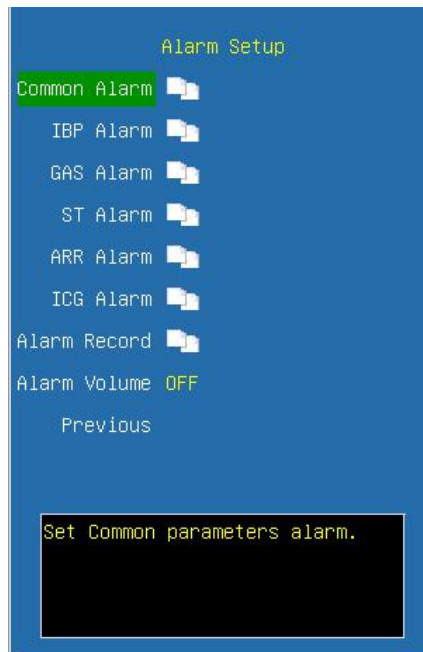 Alarm Setup
Common Alarm
IBP Alarm
GAS Alarm
ST Alarm
ARR Alarm
ICG Alarm
Alarm Record
Alarm Volume OFF
Previous
Set Common parameters alarm.